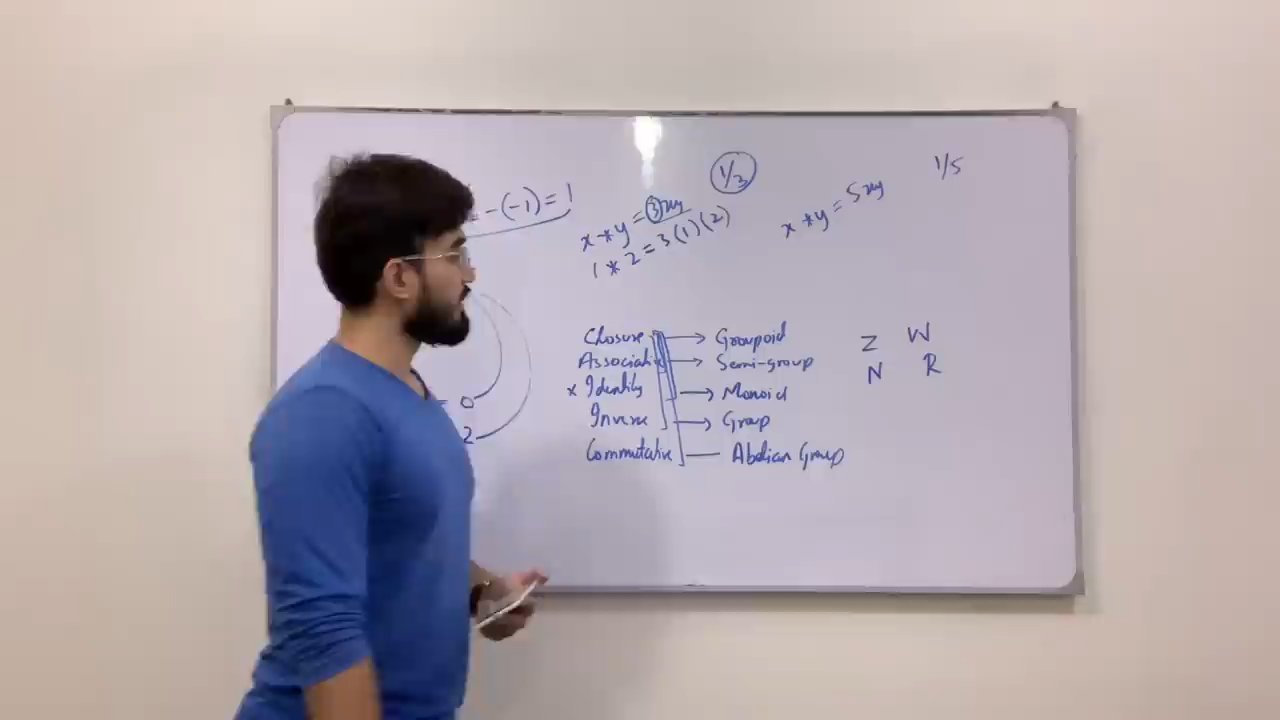 = -(-1) = 1
x * y = 3xy
1 * 2 = 3(1)(2)
1/3
x * y = 5xy
1/5
= 0
2
Closure → Groupoid
Associative → Semi-group
x Identity → Monoid
Inverse → Group
Commutative — Abelian Group
Z W
N R